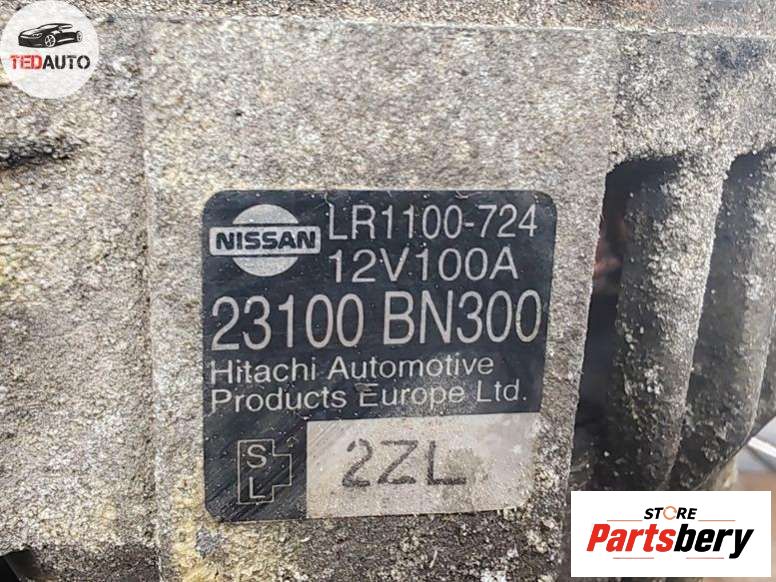 TEDAUTO
NISSAN
LR1100-724
12V100A
23100 BN300
Hitachi Automotive
Products Europe Ltd.
S
L
2ZL
STORE
Partsbery